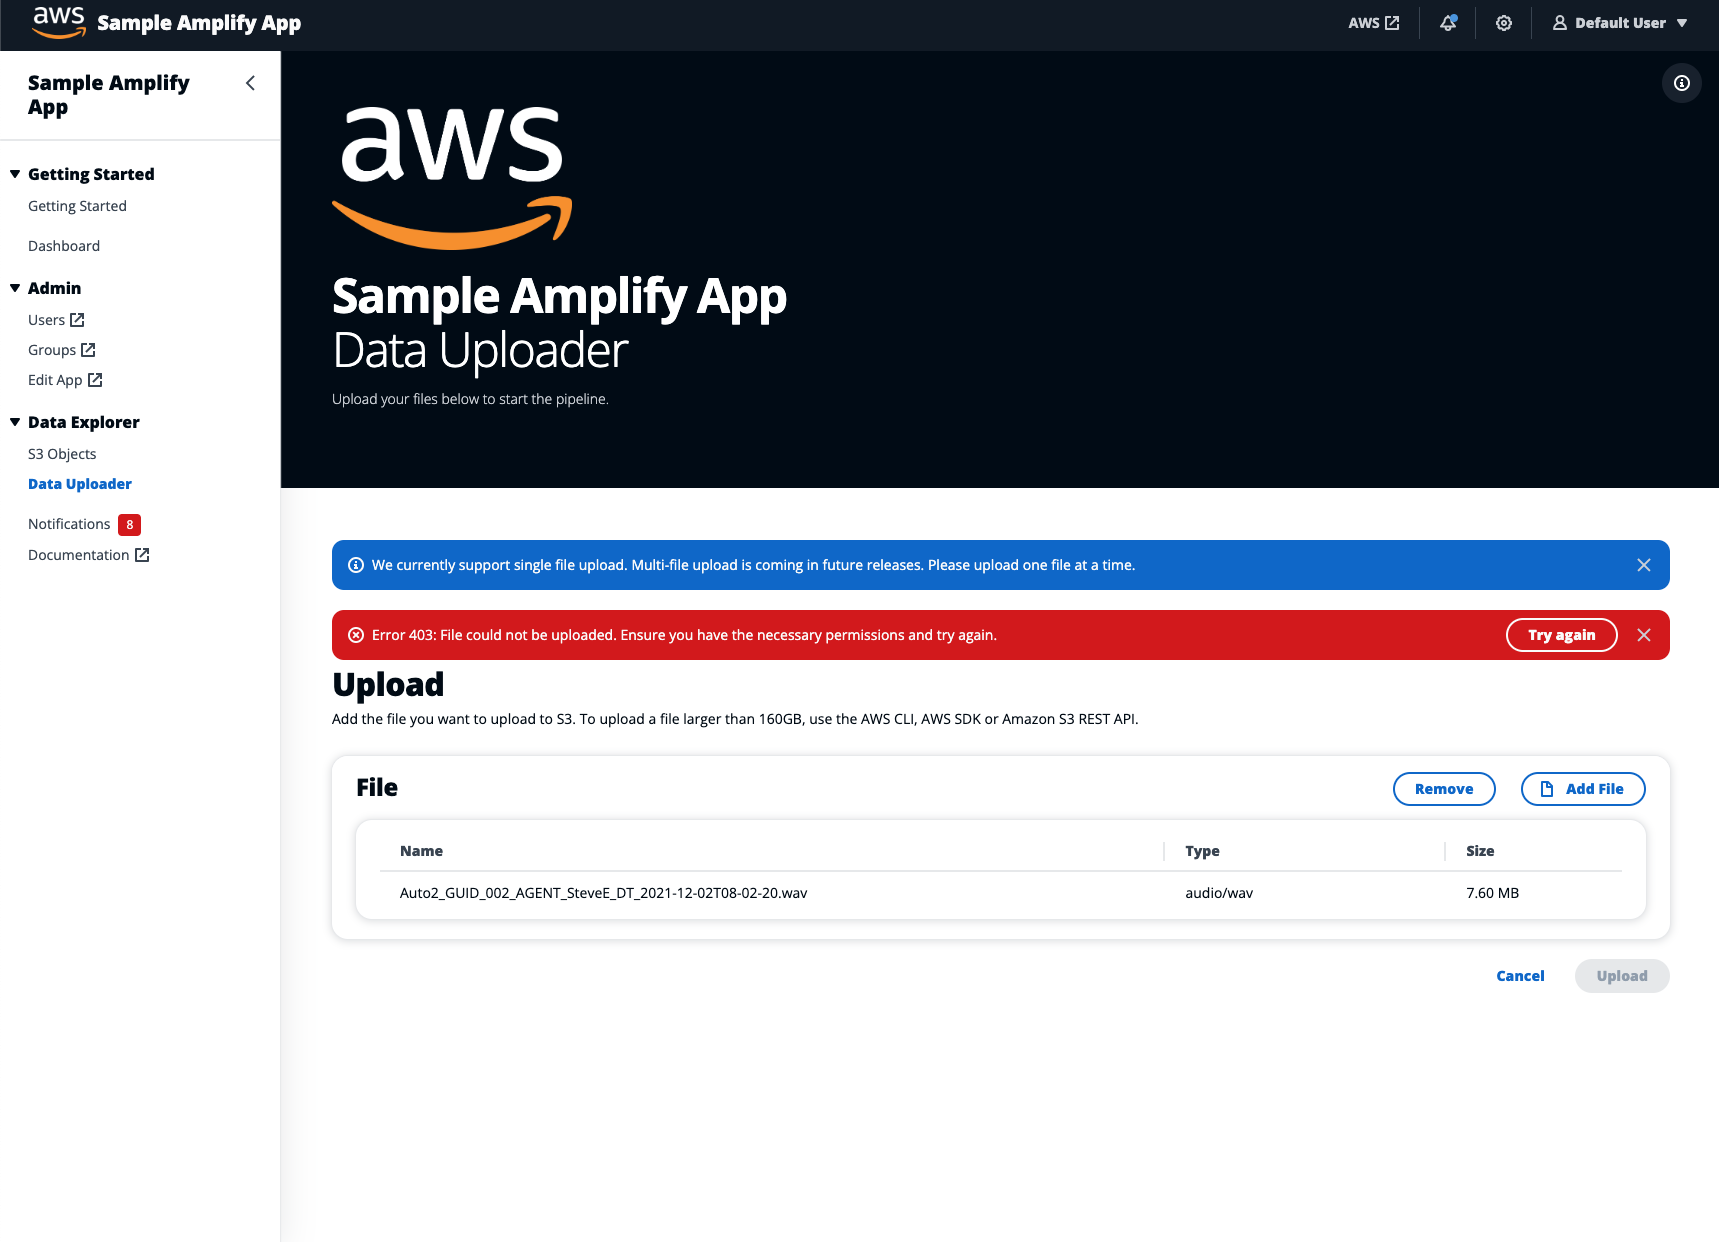 aws
Sample Amplify App
AWS
Default User
Sample Amplify
App
Getting Started
Getting Started
Dashboard
Admin
Users
Groups
Edit App
Data Explorer
S3 Objects
Data Uploader
Notifications 8
Documentation
aws
Sample Amplify App
Data Uploader
Upload your files below to start the pipeline.
We currently support single file upload. Multi-file upload is coming in future releases. Please upload one file at a time.
Error 403: File could not be uploaded. Ensure you have the necessary permissions and try again.
Try again
Upload
Add the file you want to upload to S3. To upload a file larger than 160GB, use the AWS CLI, AWS SDK or Amazon S3 REST API.
File
Remove
Add File
Name Type Size
Auto2_GUID_002_AGENT_SteveE_DT_2021-12-02T08-02-20.wav audio/wav 7.60 MB
Cancel
Upload